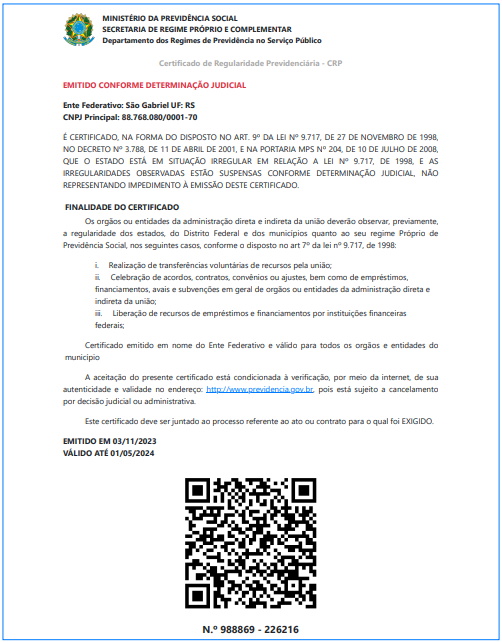 MINISTÉRIO DA PREVIDÊNCIA SOCIAL
SECRETARIA DE REGIME PRÓPRIO E COMPLEMENTAR
Departamento dos Regimes de Previdência no Serviço Público
Certificado de Regularidade Previdenciária - CRP
EMITIDO CONFORME DETERMINAÇÃO JUDICIAL
Ente Federativo: São Gabriel UF: RS
CNPJ Principal: 88.768.080/0001-70
É CERTIFICADO, NA FORMA DO DISPOSTO NO ART. 9º DA LEI Nº 9.717, DE 27 DE NOVEMBRO DE 1998,
NO DECRETO Nº 3.788, DE 11 DE ABRIL DE 2001, E NA PORTARIA MPS Nº 204, DE 10 DE JULHO DE 2008,
QUE O ESTADO ESTÁ EM SITUAÇÃO IRREGULAR EM RELAÇÃO A LEI Nº 9.717, DE 1998, E AS
IRREGULARIDADES OBSERVADAS ESTÃO SUSPENSAS CONFORME DETERMINAÇÃO JUDICIAL, NÃO
REPRESENTANDO IMPEDIMENTO À EMISSÃO DESTE CERTIFICADO.
FINALIDADE DO CERTIFICADO
Os orgãos ou entidades da administração direta e indireta da união deverão observar, previamente,
a regularidade dos estados, do Distrito Federal e dos municípios quanto ao seu regime Próprio de
Previdência Social, nos seguintes casos, conforme o disposto no art 7º da lei nº 9.717, de 1998:
i. Realização de transferências voluntárias de recursos pela união;
ii. Celebração de acordos, contratos, convênios ou ajustes, bem como de empréstimos,
financiamentos, avais e subvenções em geral de orgãos ou entidades da administração direta e
indireta da união;
iii. Liberação de recursos de empréstimos e financiamentos por instituições financeiras
federais;
Certificado emitido em nome do Ente Federativo e válido para todos os orgãos e entidades do
municipio
A aceitação do presente certificado está condicionada à verificação, por meio da internet, de sua
autenticidade e validade no endereço: http://www.previdencia.gov.br, pois está sujeito a cancelamento
por decisão judicial ou administrativa.
Este certificado deve ser juntado ao processo referente ao ato ou contrato para o qual foi EXIGIDO.
EMITIDO EM 03/11/2023
VÁLIDO ATÉ 01/05/2024
N.º 988869 - 226216